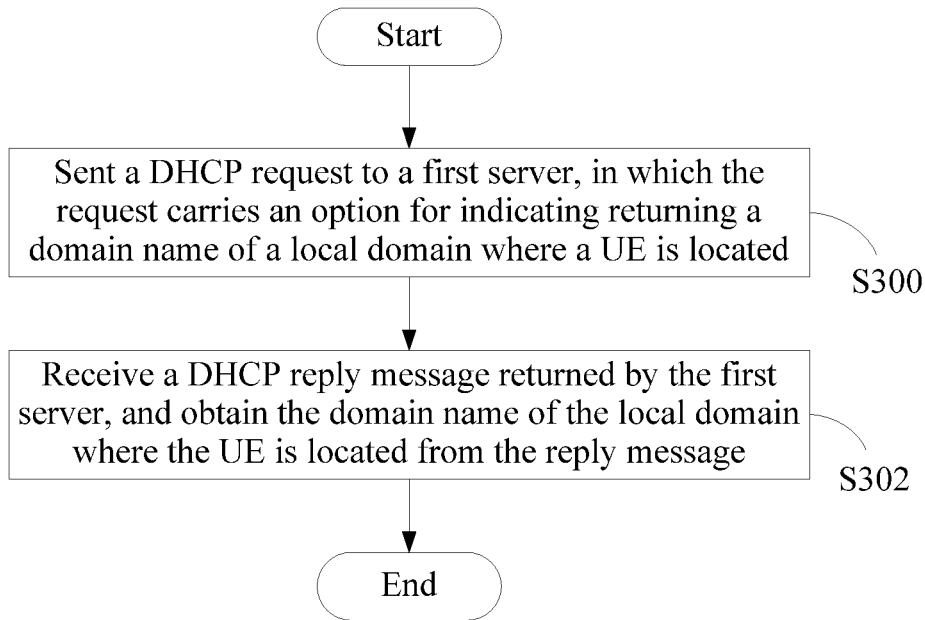 Start
Sent a DHCP request to a first server, in which the
request carries an option for indicating returning a
domain name of a local domain where a UE is located
S300
Receive a DHCP reply message returned by the first
server, and obtain the domain name of the local domain
where the UE is located from the reply message
S302
End